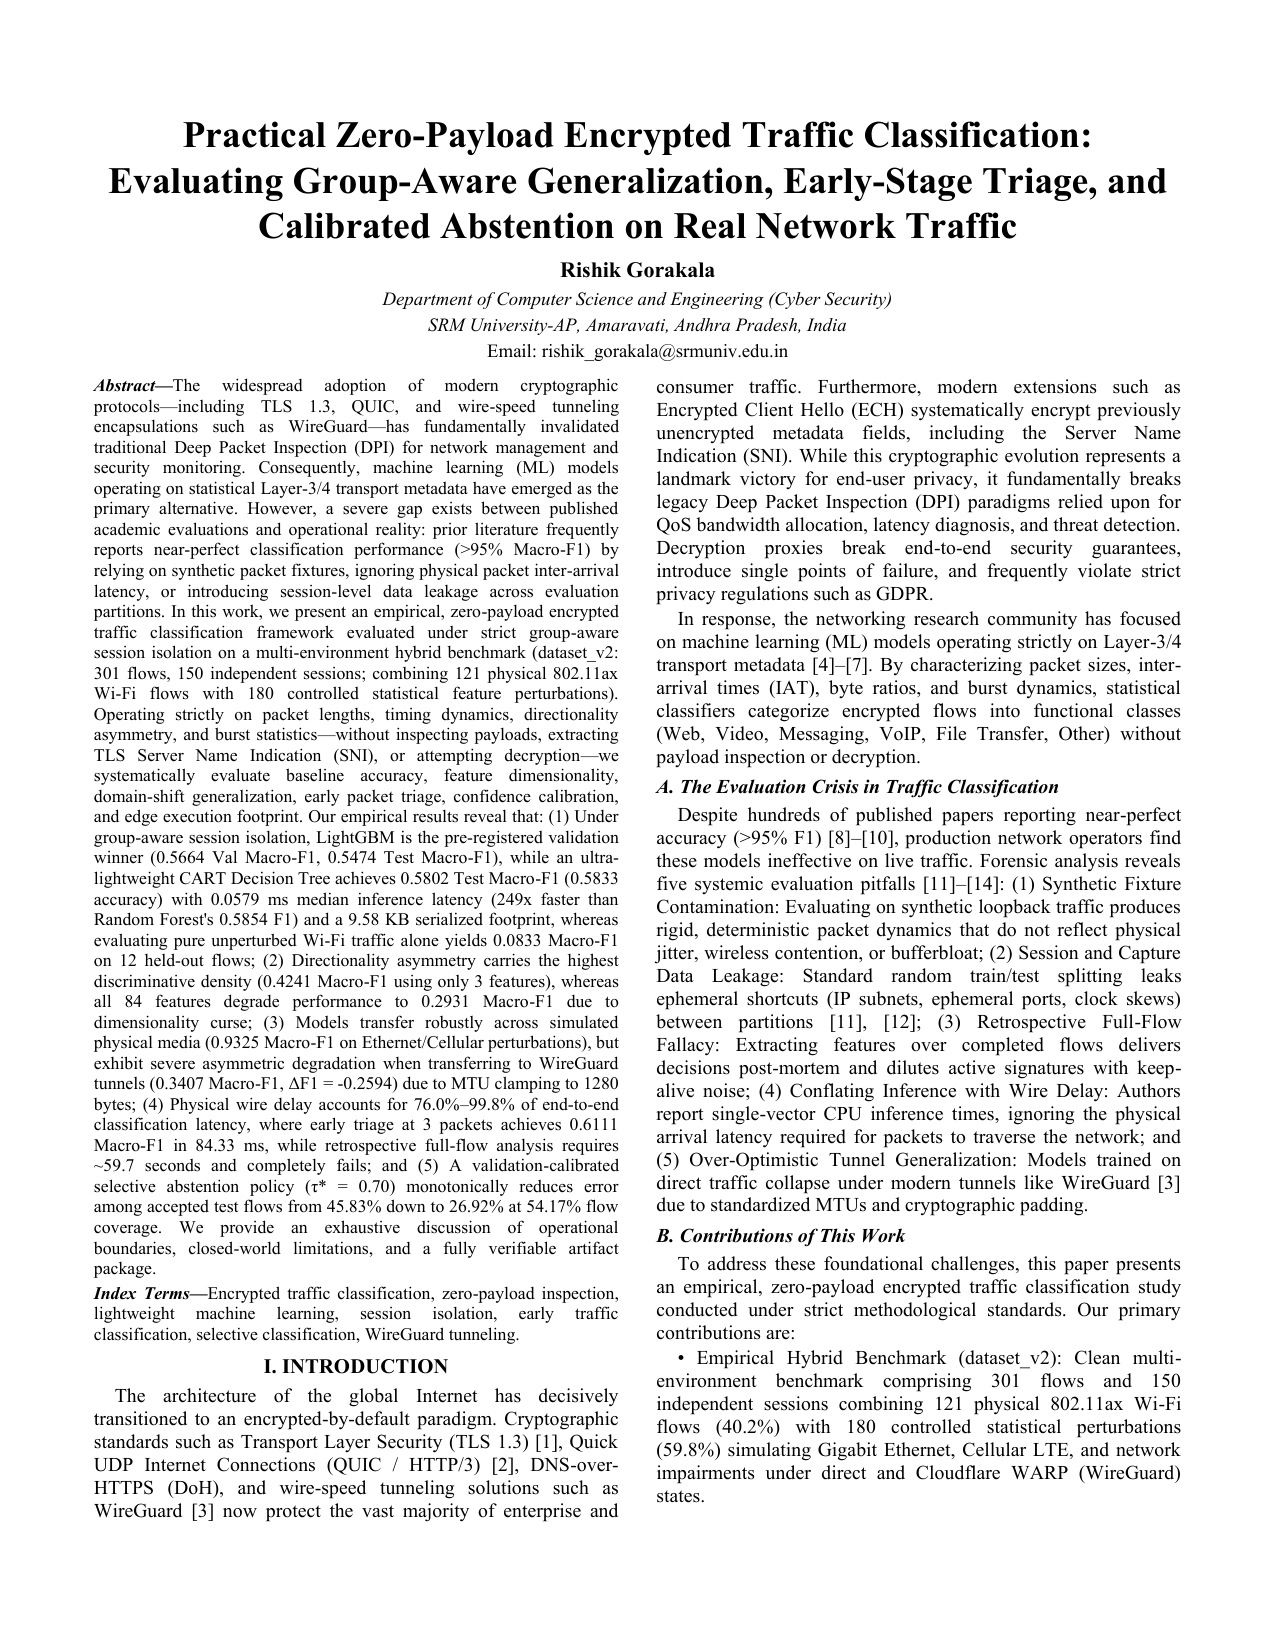 Practical Zero-Payload Encrypted Traffic Classification:
Evaluating Group-Aware Generalization, Early-Stage Triage, and
Calibrated Abstention on Real Network Traffic
Rishik Gorakala
Department of Computer Science and Engineering (Cyber Security)
SRM University-AP, Amaravati, Andhra Pradesh, India
Email: rishik_gorakala@srmuniv.edu.in
Abstract—The widespread adoption of modern cryptographic
protocols—including TLS 1.3, QUIC, and wire-speed tunneling
encapsulations such as WireGuard—has fundamentally invalidated
traditional Deep Packet Inspection (DPI) for network management and
security monitoring. Consequently, machine learning (ML) models
operating on statistical Layer-3/4 transport metadata have emerged as the
primary alternative. However, a severe gap exists between published
academic evaluations and operational reality: prior literature frequently
reports near-perfect classification performance (>95% Macro-F1) by
relying on synthetic packet fixtures, ignoring physical packet inter-arrival
latency, or introducing session-level data leakage across evaluation
partitions. In this work, we present an empirical, zero-payload encrypted
traffic classification framework evaluated under strict group-aware
session isolation on a multi-environment hybrid benchmark (dataset_v2:
301 flows, 150 independent sessions; combining 121 physical 802.11ax
Wi-Fi flows with 180 controlled statistical feature perturbations).
Operating strictly on packet lengths, timing dynamics, directionality
asymmetry, and burst statistics—without inspecting payloads, extracting
TLS Server Name Indication (SNI), or attempting decryption—we
systematically evaluate baseline accuracy, feature dimensionality,
domain-shift generalization, early packet triage, confidence calibration,
and edge execution footprint. Our empirical results reveal that: (1) Under
group-aware session isolation, LightGBM is the pre-registered validation
winner (0.5664 Val Macro-F1, 0.5474 Test Macro-F1), while an ultra-
lightweight CART Decision Tree achieves 0.5802 Test Macro-F1 (0.5833
accuracy) with 0.0579 ms median inference latency (249x faster than
Random Forest's 0.5854 F1) and a 9.58 KB serialized footprint, whereas
evaluating pure unperturbed Wi-Fi traffic alone yields 0.0833 Macro-F1
on 12 held-out flows; (2) Directionality asymmetry carries the highest
discriminative density (0.4241 Macro-F1 using only 3 features), whereas
all 84 features degrade performance to 0.2931 Macro-F1 due to
dimensionality curse; (3) Models transfer robustly across simulated
physical media (0.9325 Macro-F1 on Ethernet/Cellular perturbations), but
exhibit severe asymmetric degradation when transferring to WireGuard
tunnels (0.3407 Macro-F1, ΔF1 = -0.2594) due to MTU clamping to 1280
bytes; (4) Physical wire delay accounts for 76.0%–99.8% of end-to-end
classification latency, where early triage at 3 packets achieves 0.6111
Macro-F1 in 84.33 ms, while retrospective full-flow analysis requires
~59.7 seconds and completely fails; and (5) A validation-calibrated
selective abstention policy (τ* = 0.70) monotonically reduces error
among accepted test flows from 45.83% down to 26.92% at 54.17% flow
coverage. We provide an exhaustive discussion of operational
boundaries, closed-world limitations, and a fully verifiable artifact
package.
Index Terms—Encrypted traffic classification, zero-payload inspection,
lightweight machine learning, session isolation, early traffic
classification, selective classification, WireGuard tunneling.
I. INTRODUCTION
The architecture of the global Internet has decisively
transitioned to an encrypted-by-default paradigm. Cryptographic
standards such as Transport Layer Security (TLS 1.3) [1], Quick
UDP Internet Connections (QUIC / HTTP/3) [2], DNS-over-
HTTPS (DoH), and wire-speed tunneling solutions such as
WireGuard [3] now protect the vast majority of enterprise and
consumer traffic. Furthermore, modern extensions such as
Encrypted Client Hello (ECH) systematically encrypt previously
unencrypted metadata fields, including the Server Name
Indication (SNI). While this cryptographic evolution represents a
landmark victory for end-user privacy, it fundamentally breaks
legacy Deep Packet Inspection (DPI) paradigms relied upon for
QoS bandwidth allocation, latency diagnosis, and threat detection.
Decryption proxies break end-to-end security guarantees,
introduce single points of failure, and frequently violate strict
privacy regulations such as GDPR.
In response, the networking research community has focused
on machine learning (ML) models operating strictly on Layer-3/4
transport metadata [4]–[7]. By characterizing packet sizes, inter-
arrival times (IAT), byte ratios, and burst dynamics, statistical
classifiers categorize encrypted flows into functional classes
(Web, Video, Messaging, VoIP, File Transfer, Other) without
payload inspection or decryption.
A. The Evaluation Crisis in Traffic Classification
Despite hundreds of published papers reporting near-perfect
accuracy (>95% F1) [8]–[10], production network operators find
these models ineffective on live traffic. Forensic analysis reveals
five systemic evaluation pitfalls [11]–[14]: (1) Synthetic Fixture
Contamination: Evaluating on synthetic loopback traffic produces
rigid, deterministic packet dynamics that do not reflect physical
jitter, wireless contention, or bufferbloat; (2) Session and Capture
Data Leakage: Standard random train/test splitting leaks
ephemeral shortcuts (IP subnets, ephemeral ports, clock skews)
between partitions [11], [12]; (3) Retrospective Full-Flow
Fallacy: Extracting features over completed flows delivers
decisions post-mortem and dilutes active signatures with keep-
alive noise; (4) Conflating Inference with Wire Delay: Authors
report single-vector CPU inference times, ignoring the physical
arrival latency required for packets to traverse the network; and
(5) Over-Optimistic Tunnel Generalization: Models trained on
direct traffic collapse under modern tunnels like WireGuard [3]
due to standardized MTUs and cryptographic padding.
B. Contributions of This Work
To address these foundational challenges, this paper presents
an empirical, zero-payload encrypted traffic classification study
conducted under strict methodological standards. Our primary
contributions are:
• Empirical Hybrid Benchmark (dataset_v2): Clean multi-
environment benchmark comprising 301 flows and 150
independent sessions combining 121 physical 802.11ax Wi-Fi
flows (40.2%) with 180 controlled statistical perturbations
(59.8%) simulating Gigabit Ethernet, Cellular LTE, and network
impairments under direct and Cloudflare WARP (WireGuard)
states.